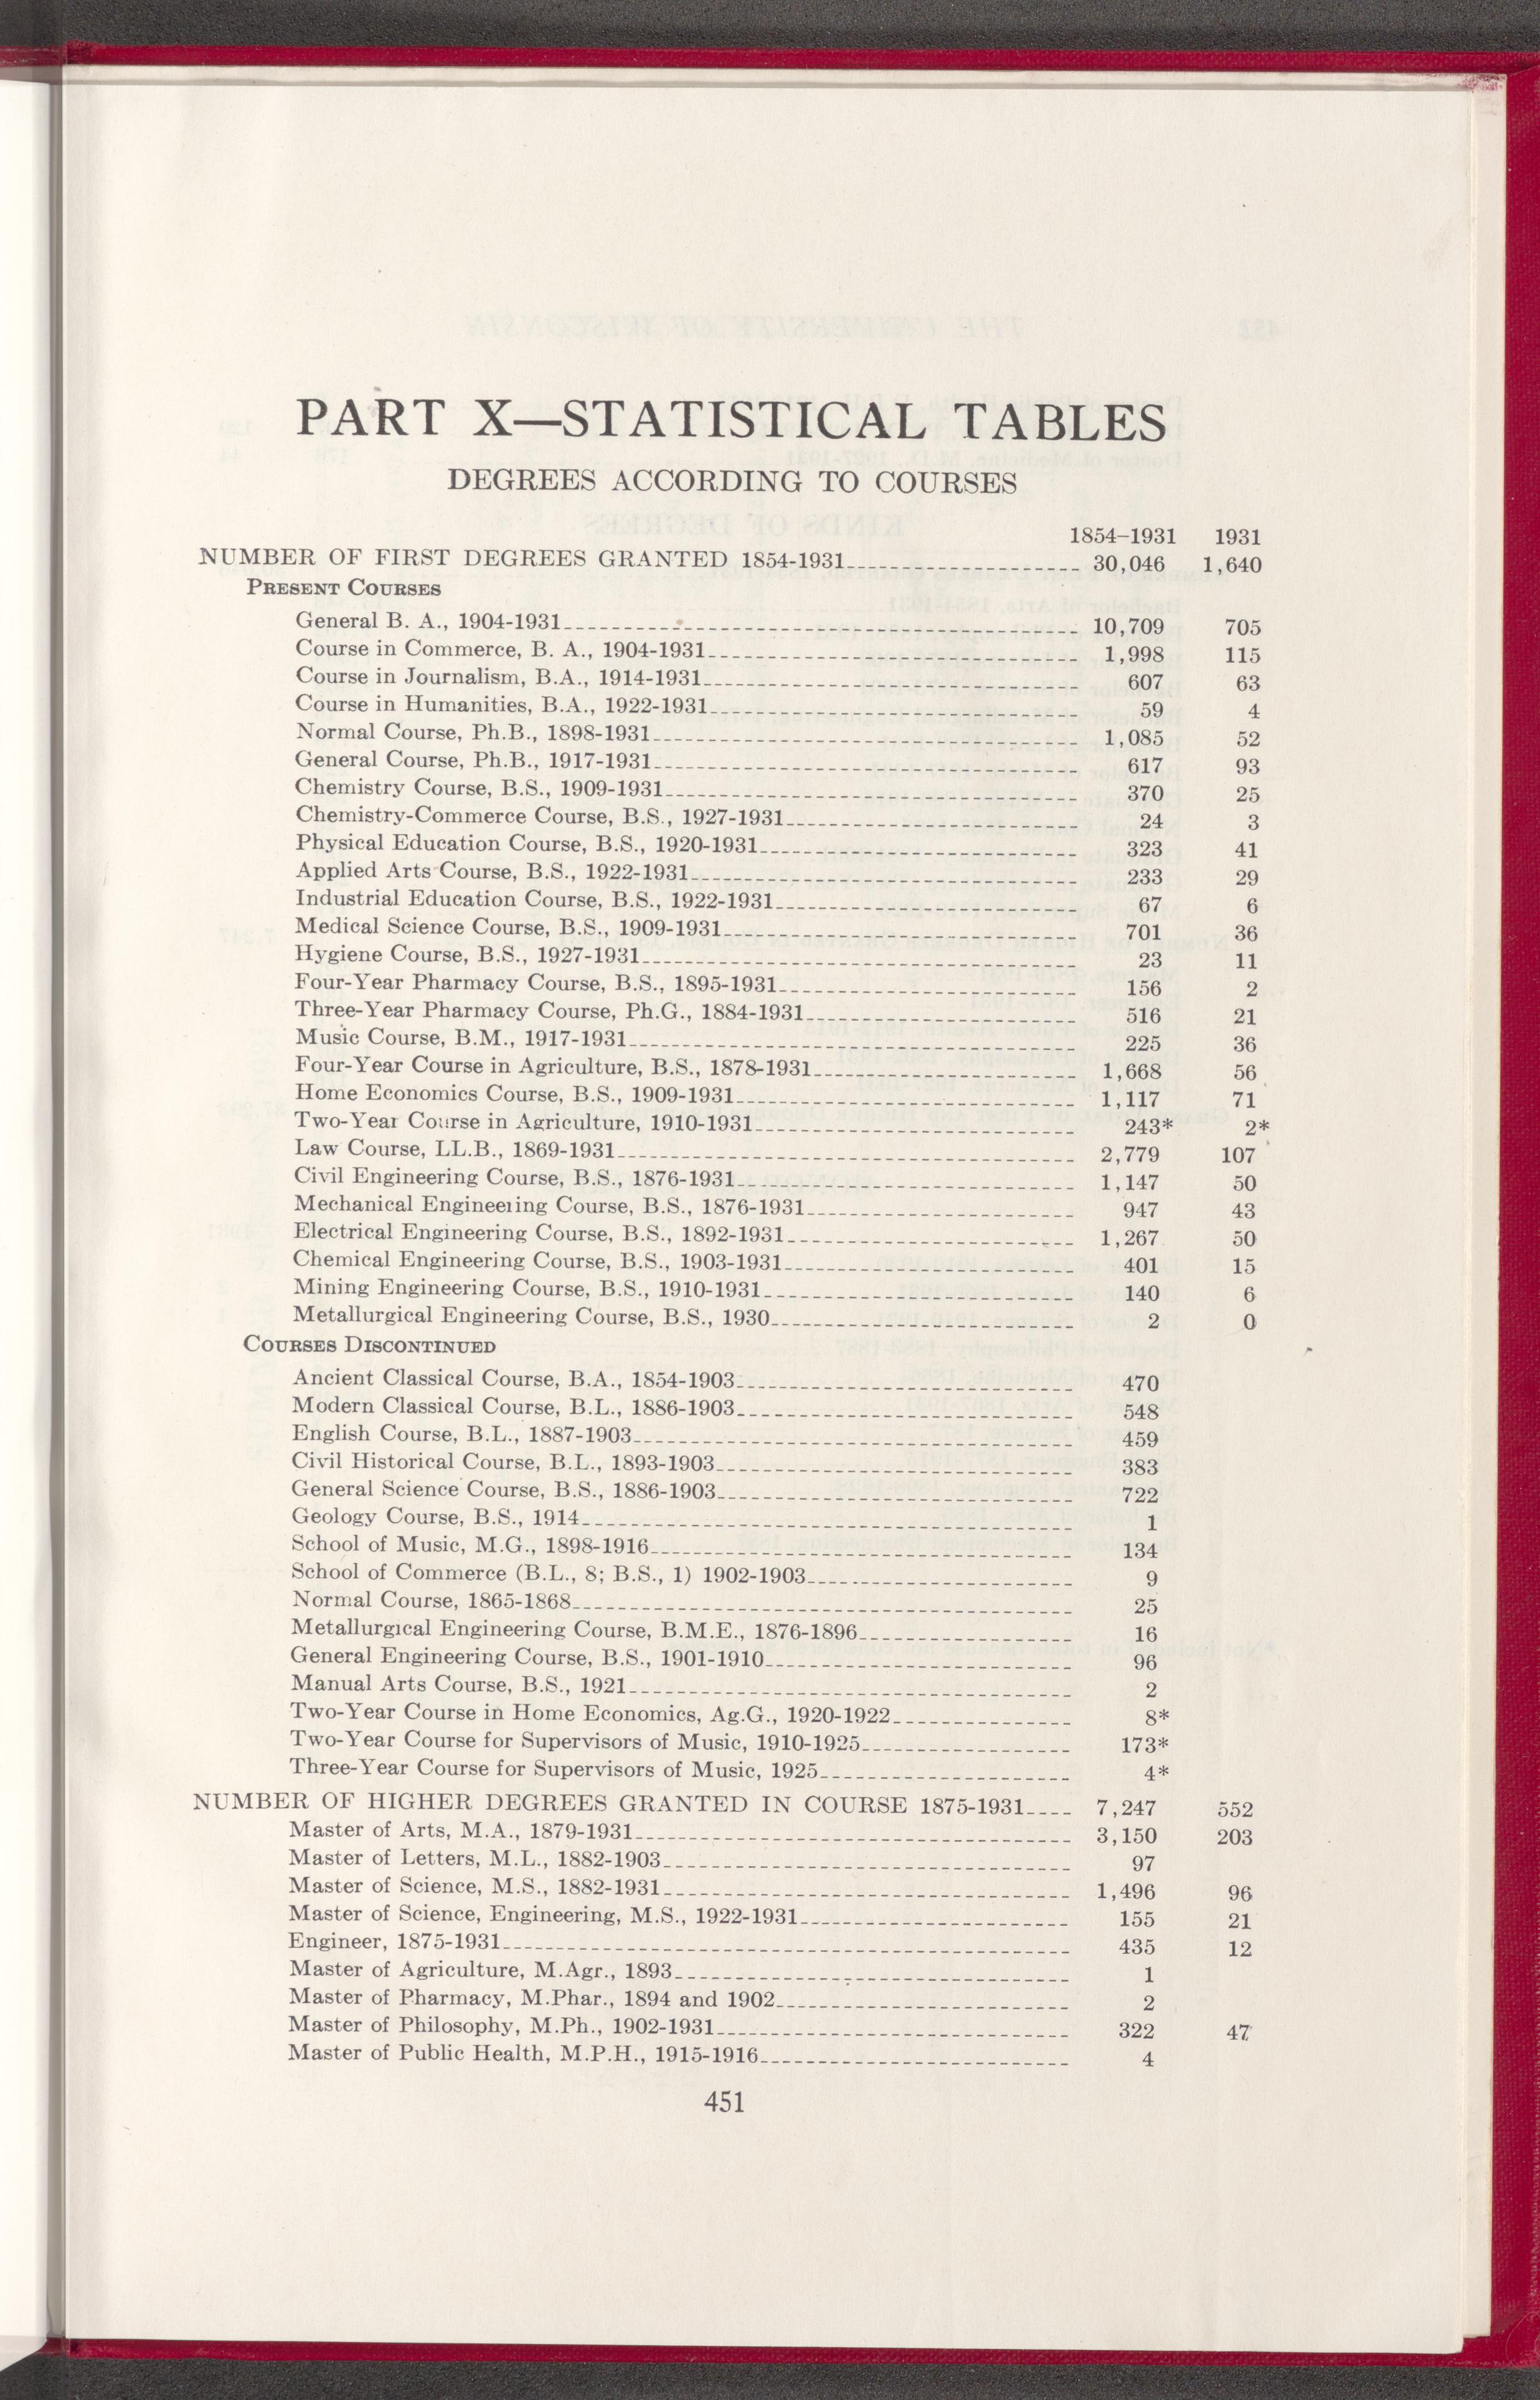 PART X—STATISTICAL TABLES
DEGREES ACCORDING TO COURSES
1854–1931 1931
NUMBER OF FIRST DEGREES GRANTED 1854-1931 30,046 1,640
PRESENT COURSES
General B. A., 1904-1931 10,709 705
Course in Commerce, B. A., 1904-1931 1,998 115
Course in Journalism, B.A., 1914-1931 607 63
Course in Humanities, B.A., 1922-1931 59 4
Normal Course, Ph.B., 1898-1931 1,085 52
General Course, Ph.B., 1917-1931 617 93
Chemistry Course, B.S., 1909-1931 370 25
Chemistry-Commerce Course, B.S., 1927-1931 24 3
Physical Education Course, B.S., 1920-1931 323 41
Applied Arts Course, B.S., 1922-1931 233 29
Industrial Education Course, B.S., 1922-1931 67 6
Medical Science Course, B.S., 1909-1931 701 36
Hygiene Course, B.S., 1927-1931 23 11
Four-Year Pharmacy Course, B.S., 1895-1931 156 2
Three-Year Pharmacy Course, Ph.G., 1884-1931 516 21
Music Course, B.M., 1917-1931 225 36
Four-Year Course in Agriculture, B.S., 1878-1931 1,668 56
Home Economics Course, B.S., 1909-1931 1,117 71
Two-Year Course in Agriculture, 1910-1931 243* 2*
Law Course, LL.B., 1869-1931 2,779 107
Civil Engineering Course, B.S., 1876-1931 1,147 50
Mechanical Engineering Course, B.S., 1876-1931 947 43
Electrical Engineering Course, B.S., 1892-1931 1,267 50
Chemical Engineering Course, B.S., 1903-1931 401 15
Mining Engineering Course, B.S., 1910-1931 140 6
Metallurgical Engineering Course, B.S., 1930 2 0
COURSES DISCONTINUED
Ancient Classical Course, B.A., 1854-1903 470
Modern Classical Course, B.L., 1886-1903 548
English Course, B.L., 1887-1903 459
Civil Historical Course, B.L., 1893-1903 383
General Science Course, B.S., 1886-1903 722
Geology Course, B.S., 1914 1
School of Music, M.G., 1898-1916 134
School of Commerce (B.L., 8; B.S., 1) 1902-1903 9
Normal Course, 1865-1868 25
Metallurgical Engineering Course, B.M.E., 1876-1896 16
General Engineering Course, B.S., 1901-1910 96
Manual Arts Course, B.S., 1921 2
Two-Year Course in Home Economics, Ag.G., 1920-1922 8*
Two-Year Course for Supervisors of Music, 1910-1925 173*
Three-Year Course for Supervisors of Music, 1925 4*
NUMBER OF HIGHER DEGREES GRANTED IN COURSE 1875-1931 7,247 552
Master of Arts, M.A., 1879-1931 3,150 203
Master of Letters, M.L., 1882-1903 97
Master of Science, M.S., 1882-1931 1,496 96
Master of Science, Engineering, M.S., 1922-1931 155 21
Engineer, 1875-1931 435 12
Master of Agriculture, M.Agr., 1893 1
Master of Pharmacy, M.Phar., 1894 and 1902 2
Master of Philosophy, M.Ph., 1902-1931 322 47
Master of Public Health, M.P.H., 1915-1916 4
451